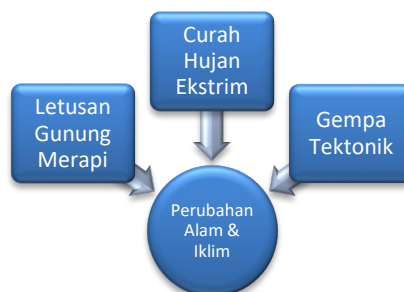 Curah
Hujan
Ekstrim
Letusan
Gunung
Merapi
Gempa
Tektonik
Perubahan
Alam &
Iklim